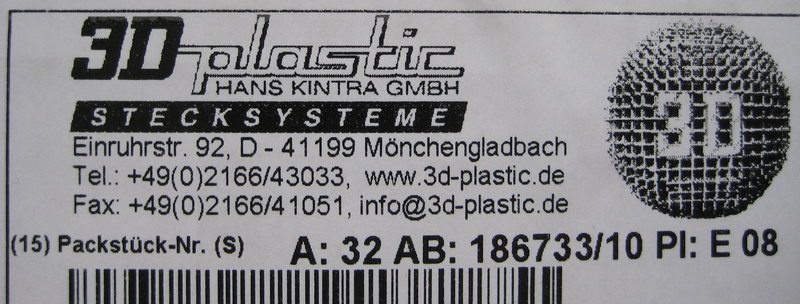 3D plastic
HANS KINTRA GMBH
STECKSYSTEME
Einruhrstr. 92, D - 41199 Mönchengladbach
Tel.: +49(0)2166/43033, www.3d-plastic.de
Fax: +49(0)2166/41051, info@3d-plastic.de
3D
(15) Packstück-Nr. (S) A: 32 AB: 186733/10 Pl: E 08